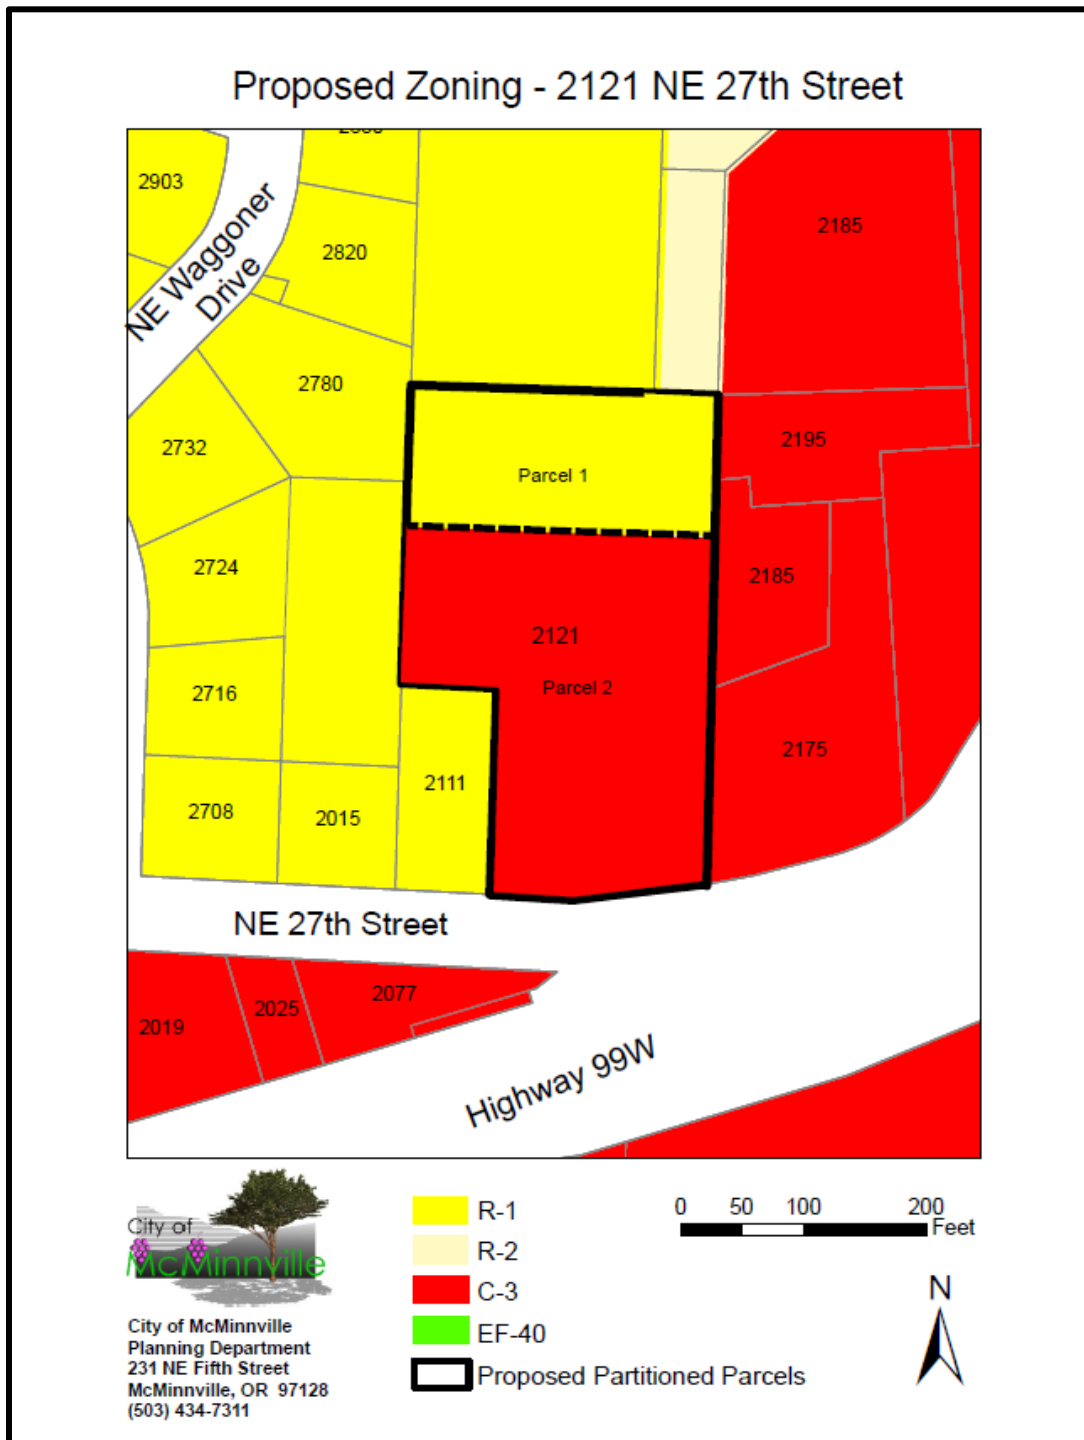 Proposed Zoning - 2121 NE 27th Street
2903
2820
2185
NE Waggoner
Drive
2780
2732
2195
Parcel 1
2724
2185
2121
2716
Parcel 2
2175
2111
2708
2015
NE 27th Street
2077
2025
2019
Highway 99W
City of
McMinnville
City of McMinnville
Planning Department
231 NE Fifth Street
McMinnville, OR 97128
(503) 434-7311
R-1
R-2
C-3
EF-40
Proposed Partitioned Parcels
0 50 100 200
Feet
N